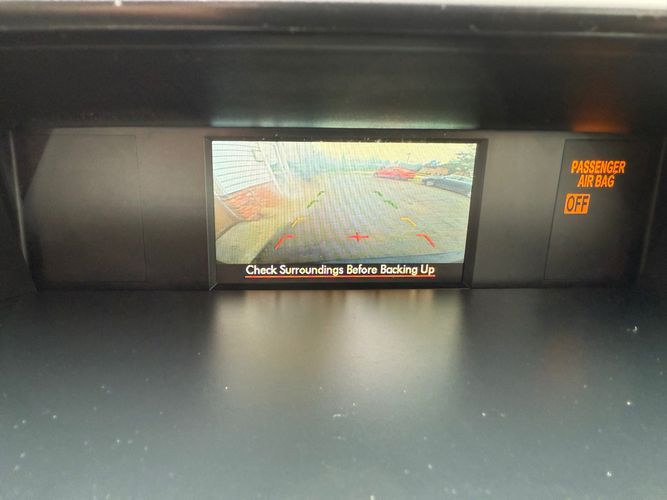 Check Surroundings Before Backing Up
PASSENGER
AIR BAG
OFF